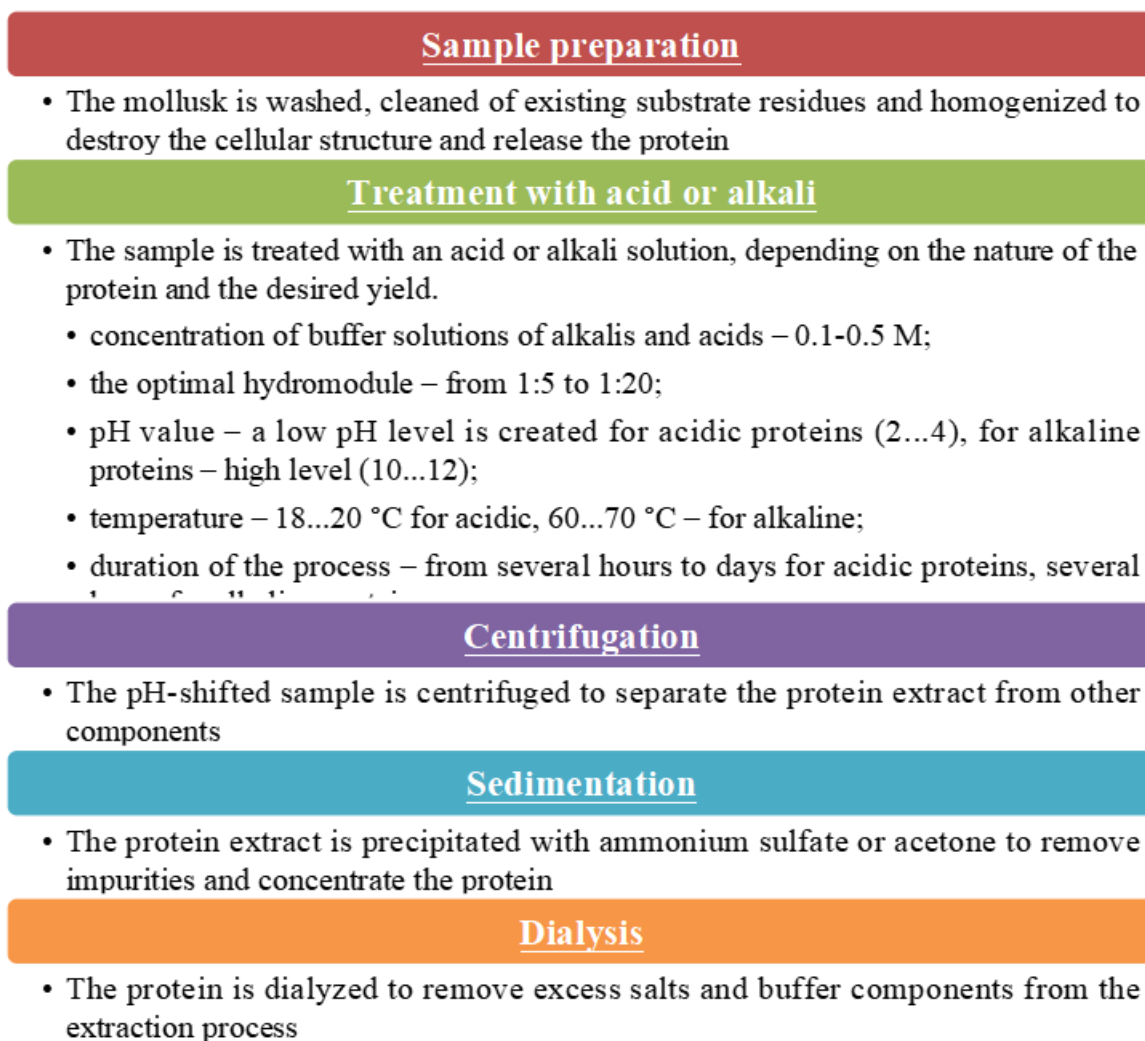 Sample preparation
• The mollusk is washed, cleaned of existing substrate residues and homogenized to
destroy the cellular structure and release the protein
Treatment with acid or alkali
• The sample is treated with an acid or alkali solution, depending on the nature of the
protein and the desired yield.
• concentration of buffer solutions of alkalis and acids – 0.1-0.5 M;
• the optimal hydromodule – from 1:5 to 1:20;
• pH value – a low pH level is created for acidic proteins (2...4), for alkaline
proteins – high level (10...12);
• temperature – 18...20 °C for acidic, 60...70 °C – for alkaline;
• duration of the process – from several hours to days for acidic proteins, several
Centrifugation
• The pH-shifted sample is centrifuged to separate the protein extract from other
components
Sedimentation
• The protein extract is precipitated with ammonium sulfate or acetone to remove
impurities and concentrate the protein
Dialysis
• The protein is dialyzed to remove excess salts and buffer components from the
extraction process